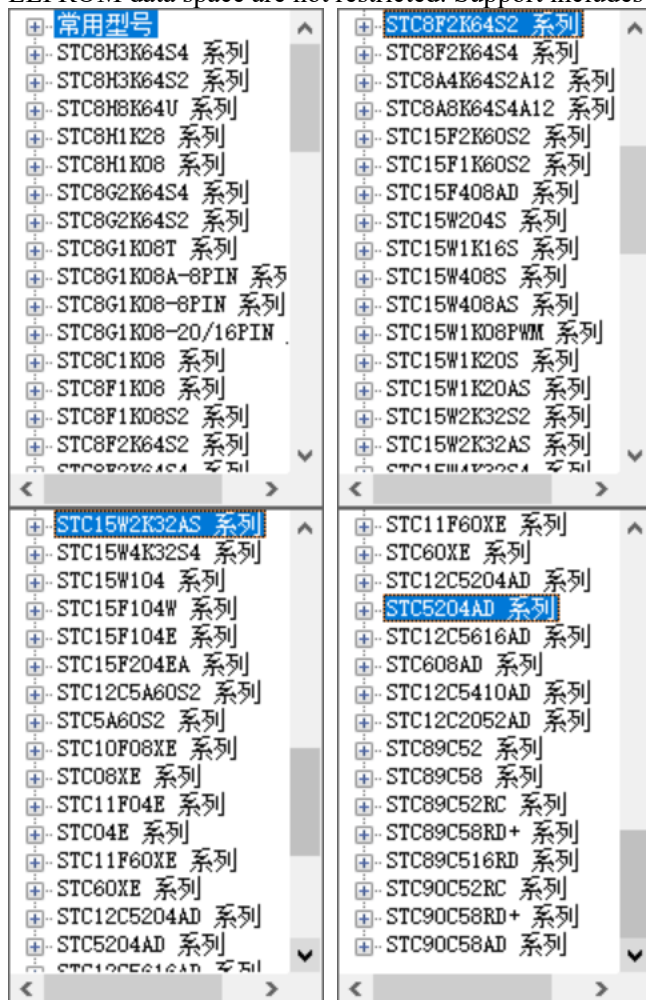 常用型号
STC8H3K64S4 系列
STC8H3K64S2 系列
STC8H8K64U 系列
STC8H1K28 系列
STC8H1K08 系列
STC8G2K64S4 系列
STC8G2K64S2 系列
STC8G1K08T 系列
STC8G1K08A-8PIN 系列
STC8G1K08-8PIN 系列
STC8G1K08-20/16PIN
STC8C1K08 系列
STC8F1K08 系列
STC8F1K08S2 系列
STC8F2K64S2 系列
STC8F2K64S4 系列
STC8F2K64S2 系列
STC8F2K64S4 系列
STC8A4K64S2A12 系列
STC8A8K64S4A12 系列
STC15F2K60S2 系列
STC15F1K60S2 系列
STC15F408AD 系列
STC15W204S 系列
STC15W1K16S 系列
STC15W408S 系列
STC15W408AS 系列
STC15W1K08PWM 系列
STC15W1K20S 系列
STC15W1K20AS 系列
STC15W2K32S2 系列
STC15W2K32AS 系列
STC15W4K32S4 系列
STC15W2K32AS 系列
STC15W4K32S4 系列
STC15W104 系列
STC15F104W 系列
STC15F104E 系列
STC15F204EA 系列
STC12C5A60S2 系列
STC5A60S2 系列
STC10F08XE 系列
STC08XE 系列
STC11F04E 系列
STC04E 系列
STC11F60XE 系列
STC60XE 系列
STC12C5204AD 系列
STC5204AD 系列
STC12C5616AD 系列
STC11F60XE 系列
STC60XE 系列
STC12C5204AD 系列
STC5204AD 系列
STC12C5616AD 系列
STC608AD 系列
STC12C5410AD 系列
STC12C2052AD 系列
STC89C52 系列
STC89C58 系列
STC89C52RC 系列
STC89C58RD+ 系列
STC89C516RD 系列
STC90C52RC 系列
STC90C58RD+ 系列
STC90C58AD 系列